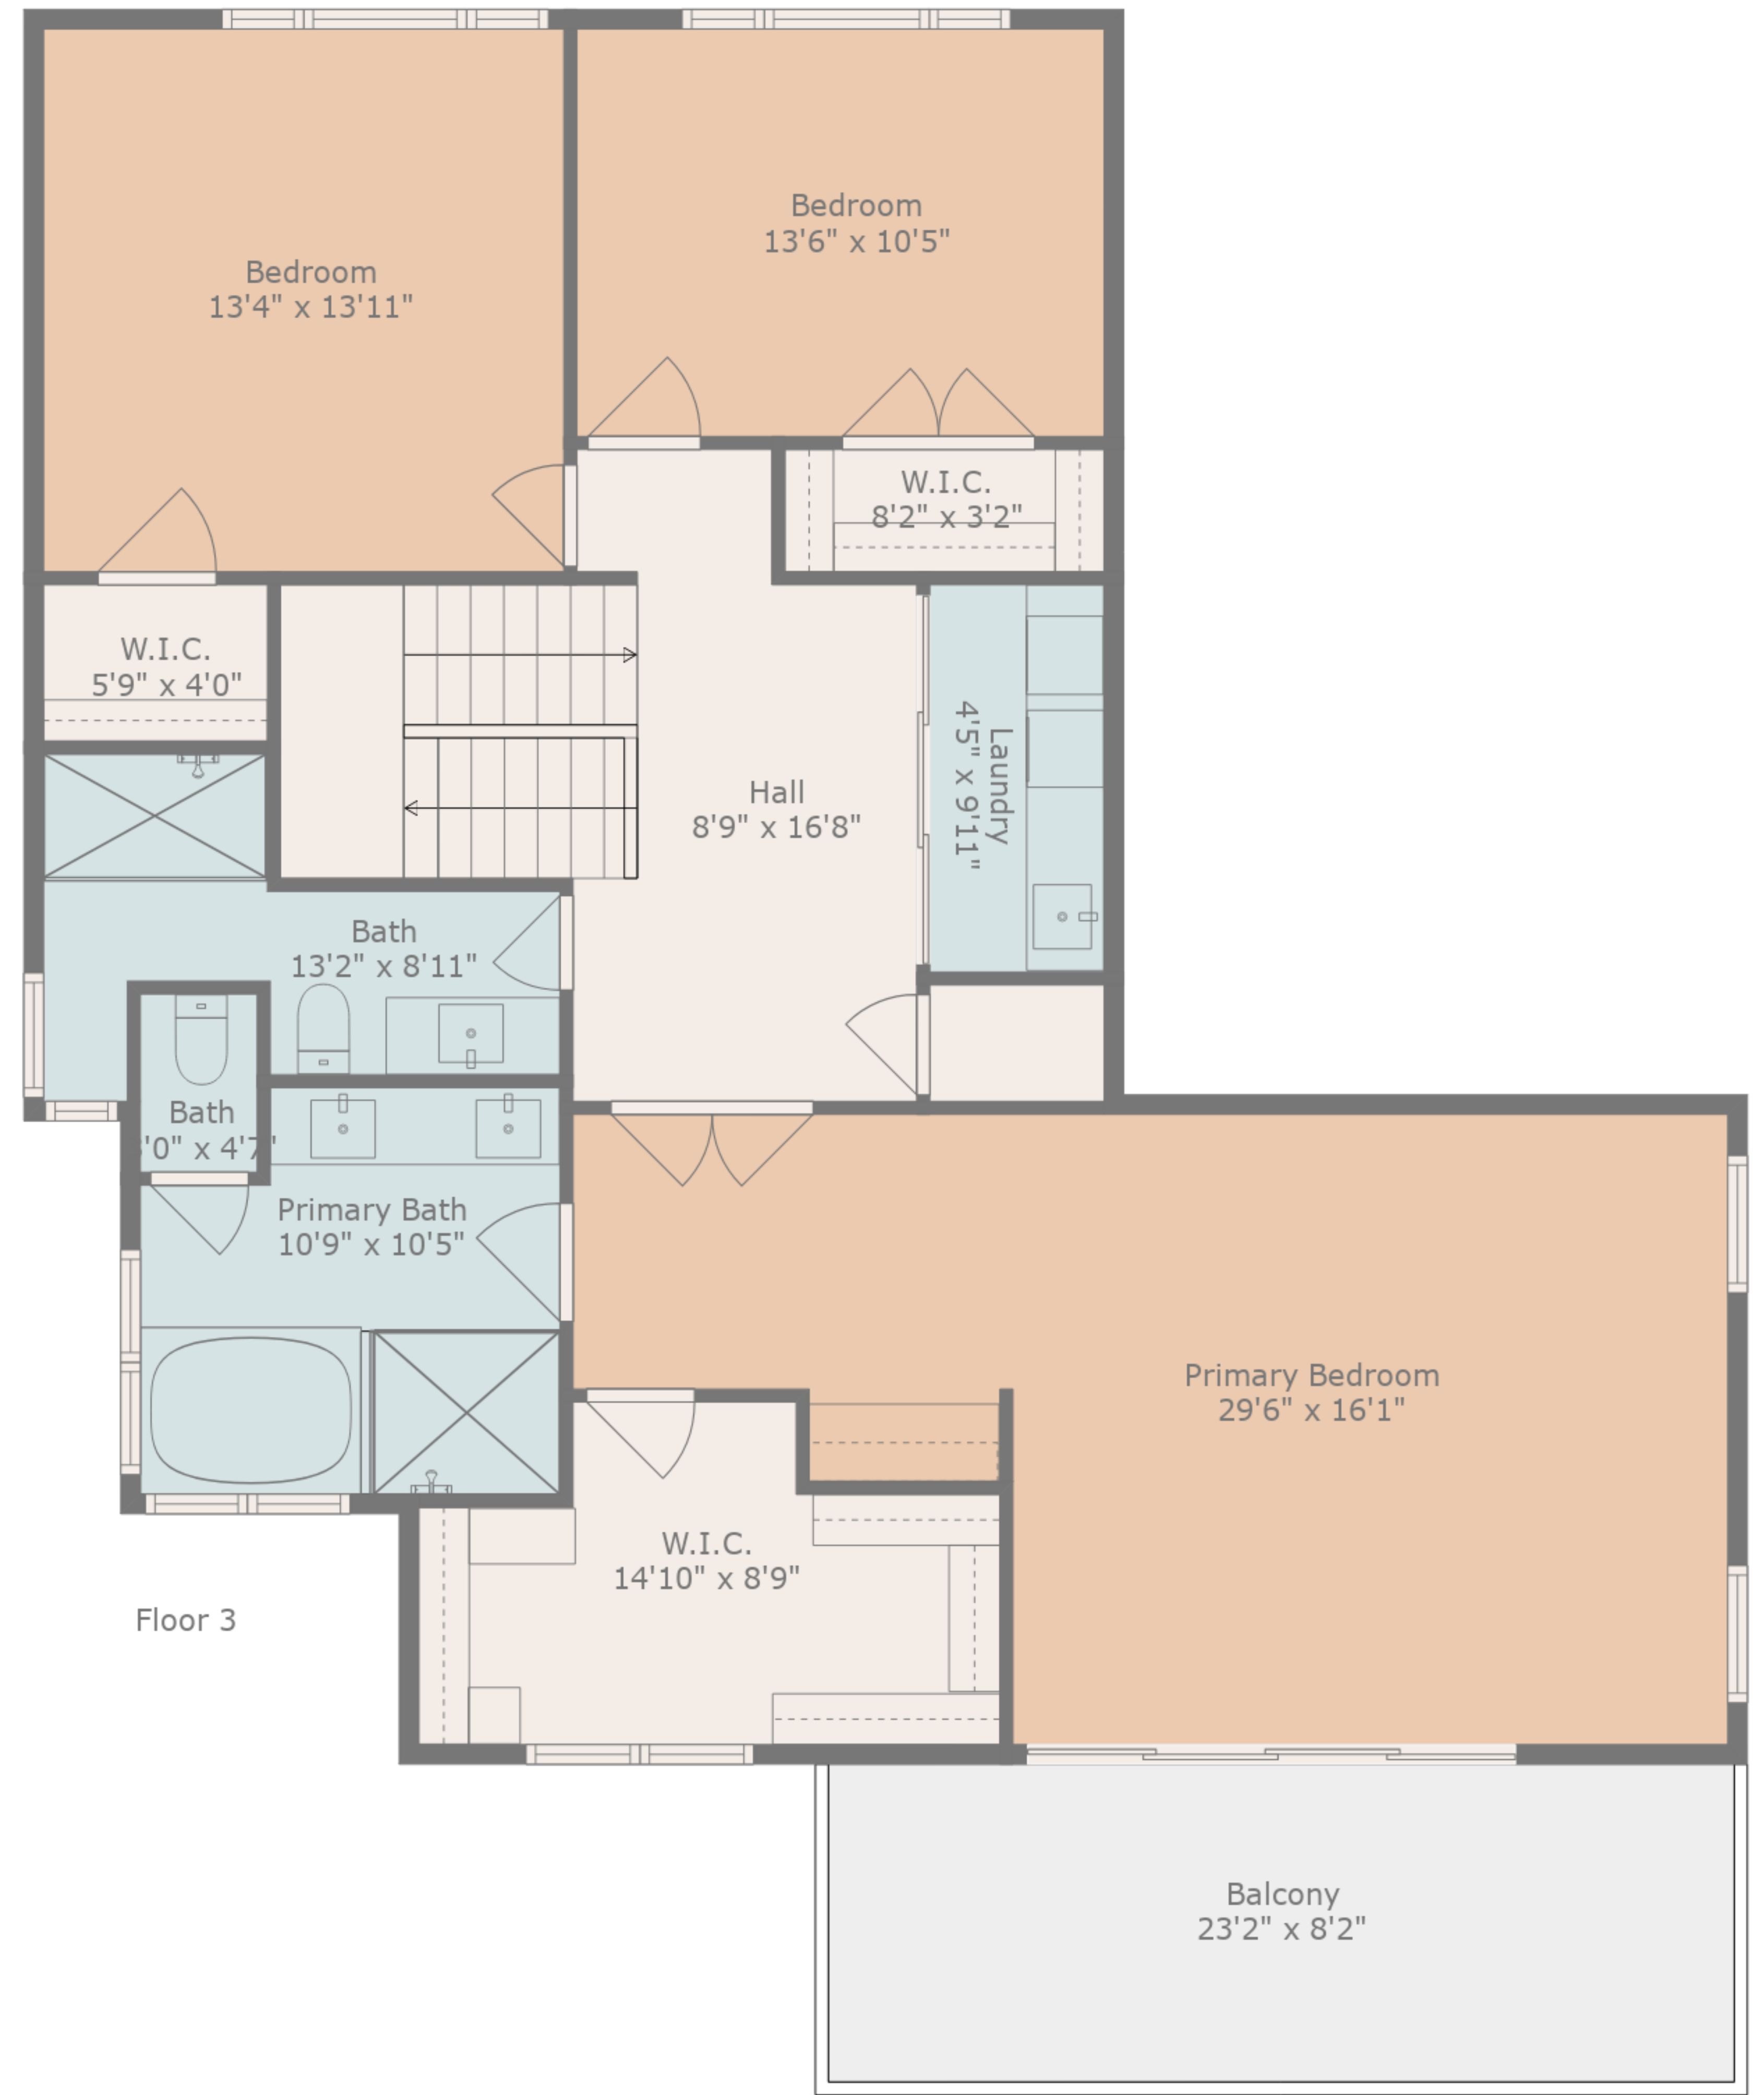 Bedroom
13'6" x 10'5"
Bedroom
13'4" x 13'11"
W.I.C.
8'2" x 3'2"
W.I.C.
5'9" x 4'0"
Laundry
4'5" x 9'11"
Hall
8'9" x 16'8"
Bath
13'2" x 8'11"
Bath
'0" x 4'7"
Primary Bath
10'9" x 10'5"
Primary Bedroom
29'6" x 16'1"
W.I.C.
14'10" x 8'9"
Floor 3
Balcony
23'2" x 8'2"